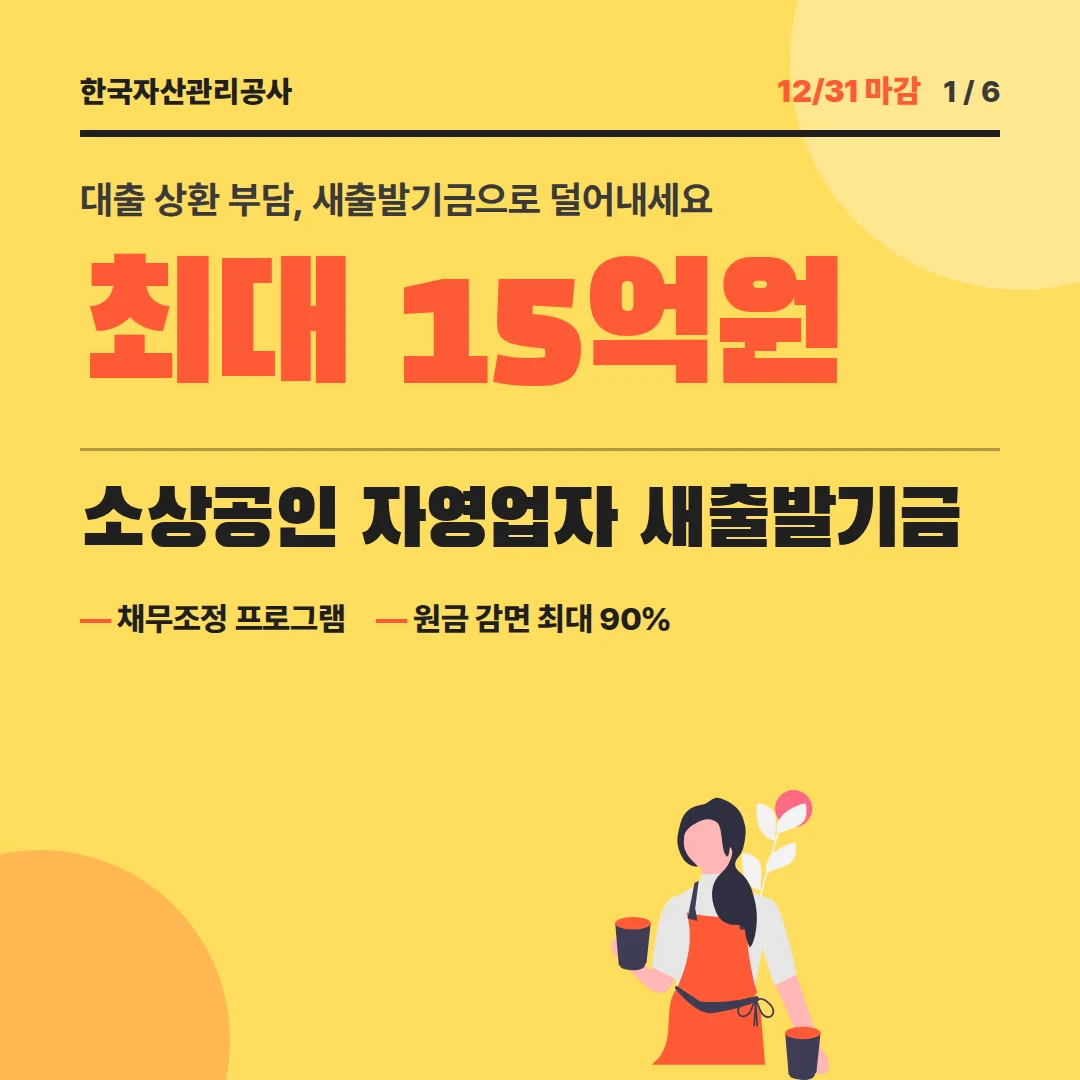 한국자산관리공사
12/31 마감 1 / 6
대출 상환 부담, 새출발기금으로 덜어내세요
최대 15억원
소상공인 자영업자 새출발기금
— 채무조정 프로그램 — 원금 감면 최대 90%